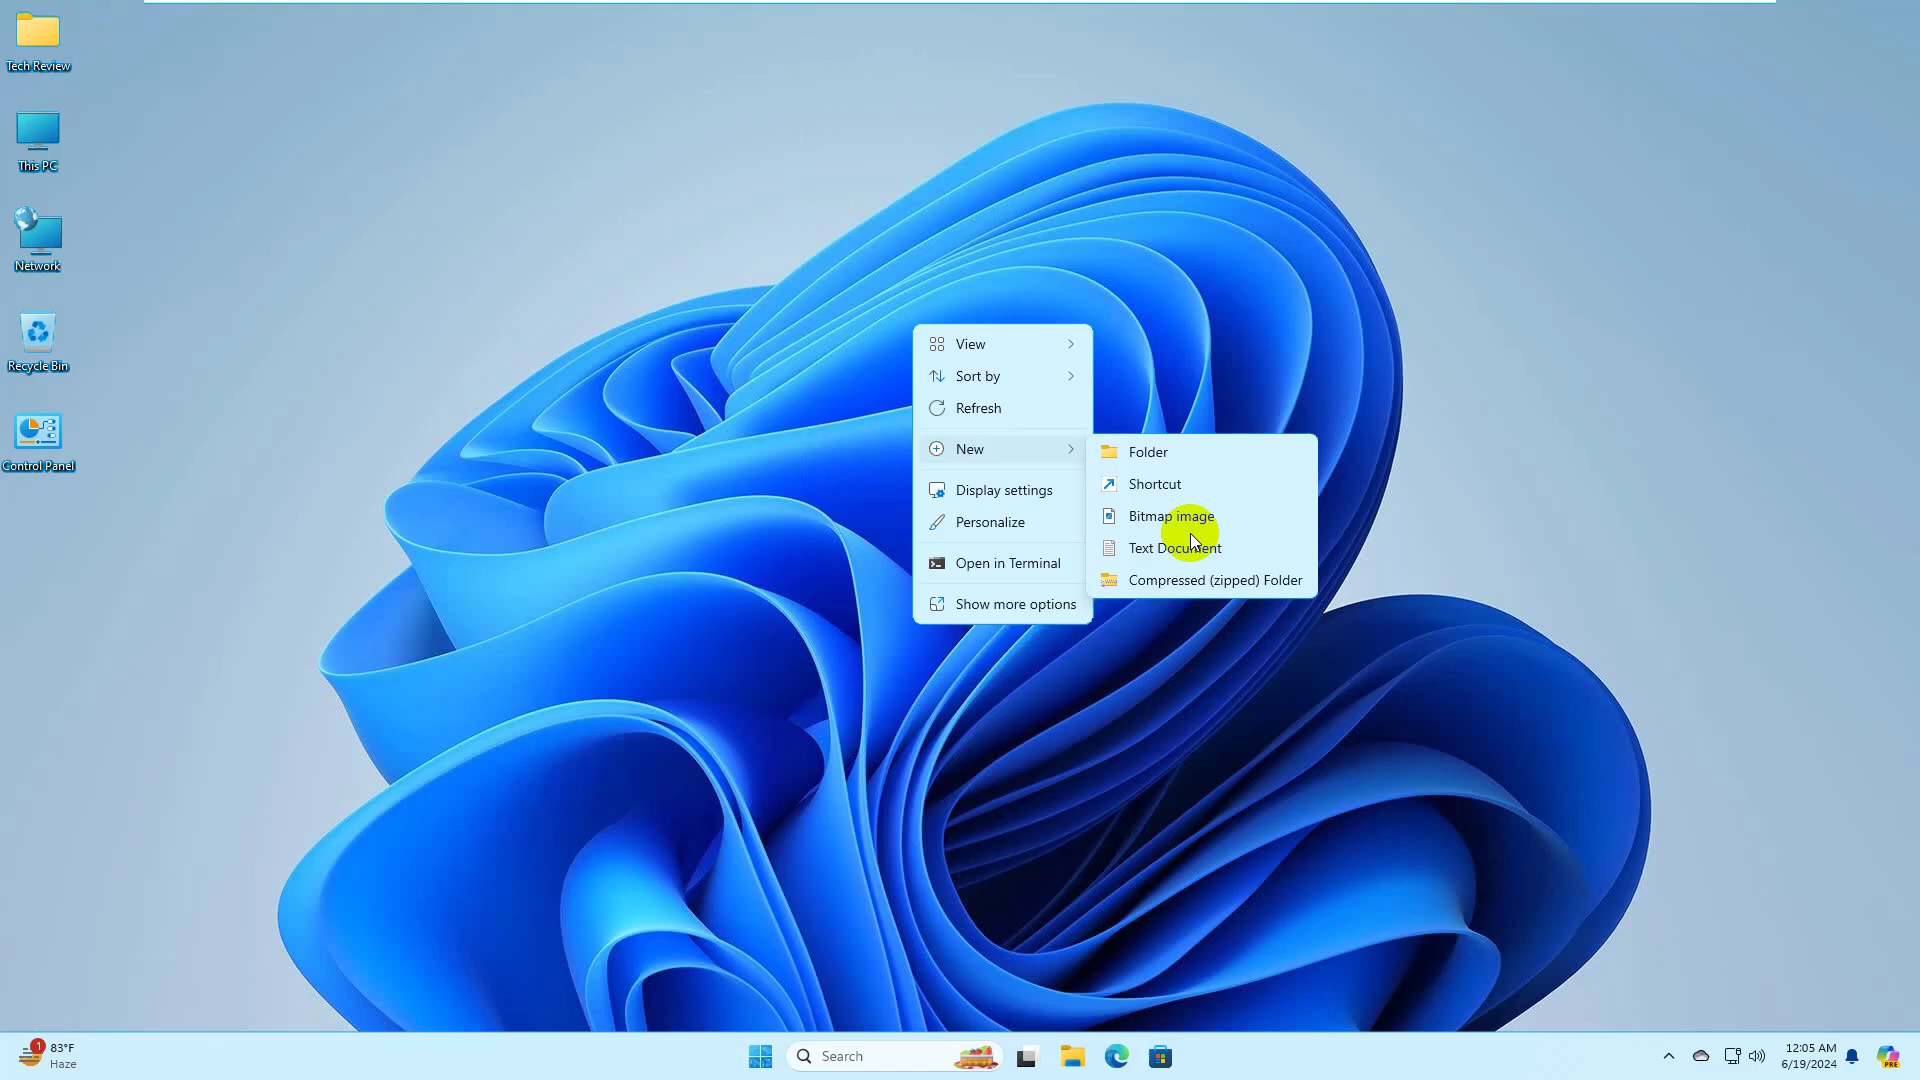 Tech Review
This PC
Network
Recycle Bin
Control Panel
View
Sort by
Refresh
New
Display settings
Personalize
Open in Terminal
Show more options
Folder
Shortcut
Bitmap image
Text Document
Compressed (zipped) Folder
1
83°F
Haze
Search
12:05 AM
6/19/2024
PRE